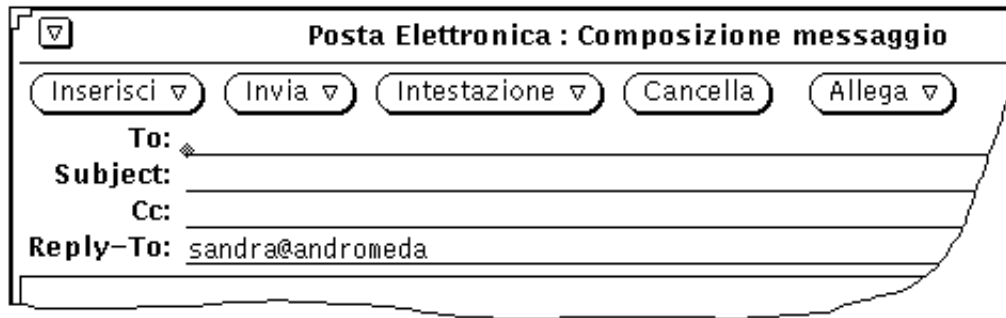 Posta Elettronica : Composizione messaggio
Inserisci Invia Intestazione Cancella Allega
To:
Subject:
Cc:
Reply-To: sandra@andromeda